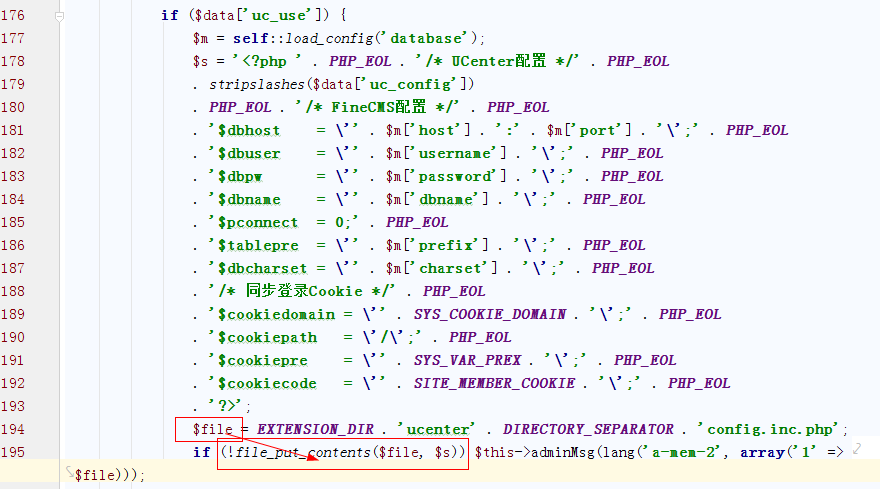 176 if ($data['uc_use']) {
177 $m = self::load_config('database');
178 $s = '<?php ' . PHP_EOL . '/* UCenter配置 */' . PHP_EOL
179 . stripslashes($data['uc_config'])
180 . PHP_EOL . '/* FineCMS配置 */' . PHP_EOL
181 . '$dbhost    = \'' . $m['host'] . ':' . $m['port'] . '\';' . PHP_EOL
182 . '$dbuser    = \'' . $m['username'] . '\';' . PHP_EOL
183 . '$dbpw      = \'' . $m['password'] . '\';' . PHP_EOL
184 . '$dbname    = \'' . $m['dbname'] . '\';' . PHP_EOL
185 . '$pconnect  = 0;' . PHP_EOL
186 . '$tablepre  = \'' . $m['prefix'] . '\';' . PHP_EOL
187 . '$dbcharset = \'' . $m['charset'] . '\';' . PHP_EOL
188 . '/* 同步登录Cookie */' . PHP_EOL
189 . '$cookiedomain = \'' . SYS_COOKIE_DOMAIN . '\';' . PHP_EOL
190 . '$cookiepath   = \'/\';' . PHP_EOL
191 . '$cookiepre    = \'' . SYS_VAR_PREX . '\';' . PHP_EOL
192 . '$cookiecode   = \'' . SITE_MEMBER_COOKIE . '\';' . PHP_EOL
193 . '?>';
194 $file = EXTENSION_DIR . 'ucenter' . DIRECTORY_SEPARATOR . 'config.inc.php';
195 if (!file_put_contents($file, $s)) $this->adminMsg(lang('a-mem-2', array('1' =>
$file)));